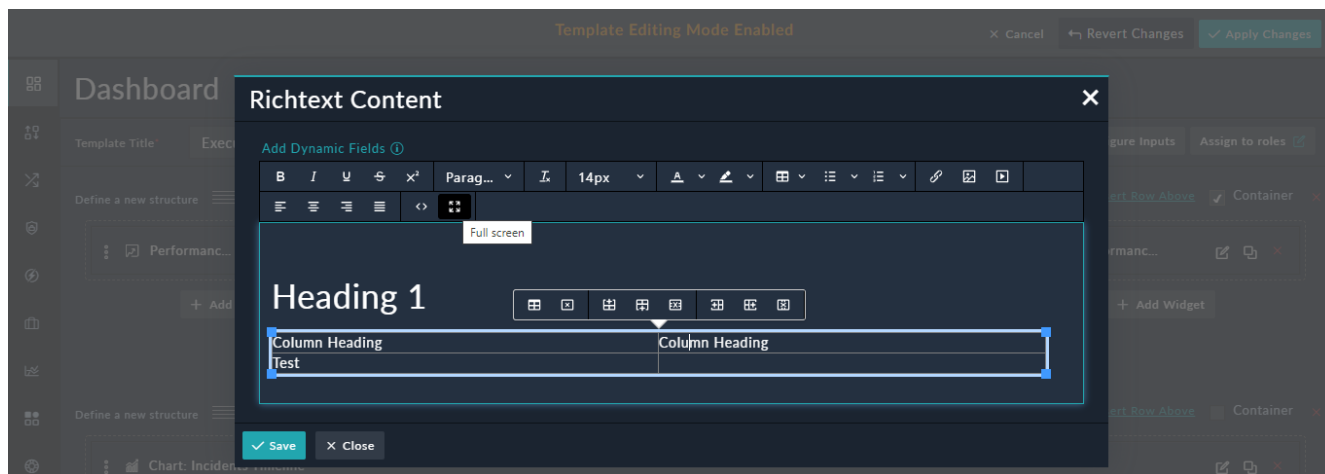 Template Editing Mode Enabled
× Cancel
Revert Changes
Apply Changes
Dashboard
Richtext Content
Template Title
Execu
gure Inputs
Assign to roles
Add Dynamic Fields
B I U S x² Parag... Tx 14px A
Define a new structure
ert Row Above
Container
Full screen
Performanc...
rmanc...
Heading 1
+ Add
+ Add Widget
Column Heading
Column Heading
Test
Define a new structure
ert Row Above
Container
Save
× Close
Chart: Incidents Timeline